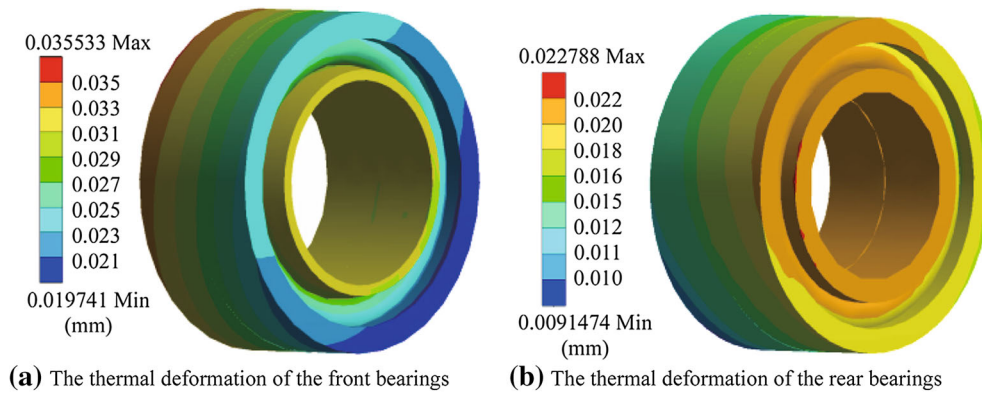 0.035533 Max
0.035
0.033
0.031
0.029
0.027
0.025
0.023
0.021
0.019741 Min
(mm)
(a) The thermal deformation of the front bearings
0.022788 Max
0.022
0.020
0.018
0.016
0.015
0.012
0.011
0.010
0.0091474 Min
(mm)
(b) The thermal deformation of the rear bearings